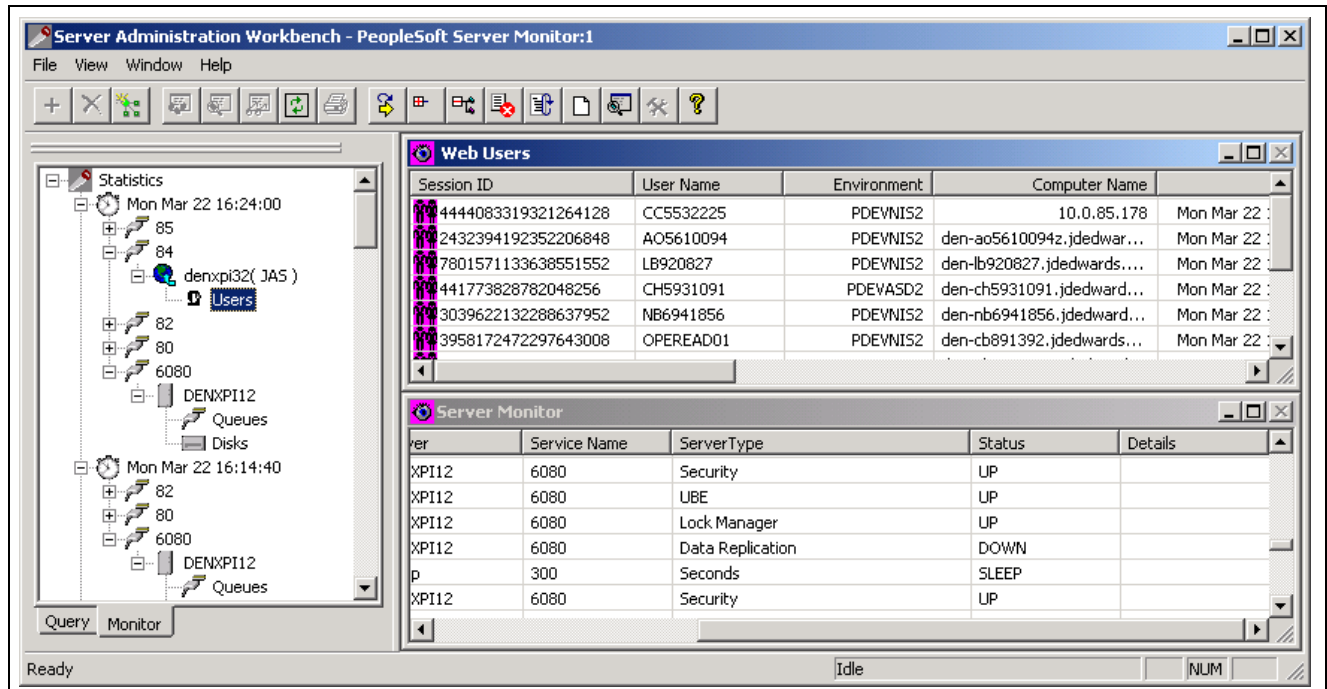 Server Administration Workbench - PeopleSoft Server Monitor:1
File View Window Help
Statistics
Mon Mar 22 16:24:00
85
84
denxpi32( JAS )
Users
82
80
6080
DENXPI12
Queues
Disks
Mon Mar 22 16:14:40
82
80
6080
DENXPI12
Queues
Query Monitor
Web Users
Session ID User Name Environment Computer Name
4444083319321264128 CC5532225 PDEVNIS2 10.0.85.178 Mon Mar 22
2432394192352206848 AO5610094 PDEVNIS2 den-ao5610094z.jdedwar... Mon Mar 22
7801571133638551552 LB920827 PDEVNIS2 den-lb920827.jdedwards.... Mon Mar 22
441773828782048256 CH5931091 PDEVASD2 den-ch5931091.jdedward... Mon Mar 22
3039622132288637952 NB6941856 PDEVNIS2 den-nb6941856.jdedward... Mon Mar 22
3958172472297643008 OPEREAD01 PDEVNIS2 den-cb891392.jdedwards... Mon Mar 22
Server Monitor
ver Service Name ServerType Status Details
XPI12 6080 Security UP
XPI12 6080 UBE UP
XPI12 6080 Lock Manager UP
XPI12 6080 Data Replication DOWN
p 300 Seconds SLEEP
XPI12 6080 Security UP
Ready Idle NUM